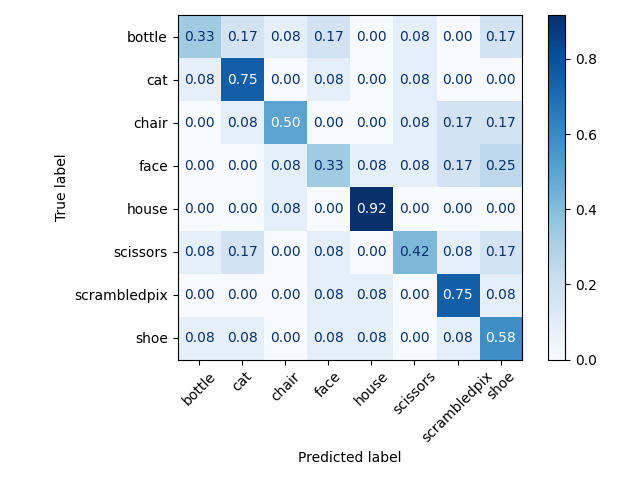 bottle 0.33 0.17 0.08 0.17 0.00 0.08 0.00 0.17
cat 0.08 0.75 0.00 0.08 0.00 0.08 0.00 0.00
chair 0.00 0.08 0.50 0.00 0.00 0.08 0.17 0.17
face 0.00 0.00 0.08 0.33 0.08 0.08 0.17 0.25
house 0.00 0.00 0.08 0.00 0.92 0.00 0.00 0.00
scissors 0.08 0.17 0.00 0.08 0.00 0.42 0.08 0.17
scrambledpix 0.00 0.00 0.00 0.08 0.08 0.00 0.75 0.08
shoe 0.08 0.08 0.00 0.08 0.08 0.00 0.08 0.58
bottle cat chair face house scissors scrambledpix shoe
Predicted label
True label
0.8
0.6
0.4
0.2
0.0